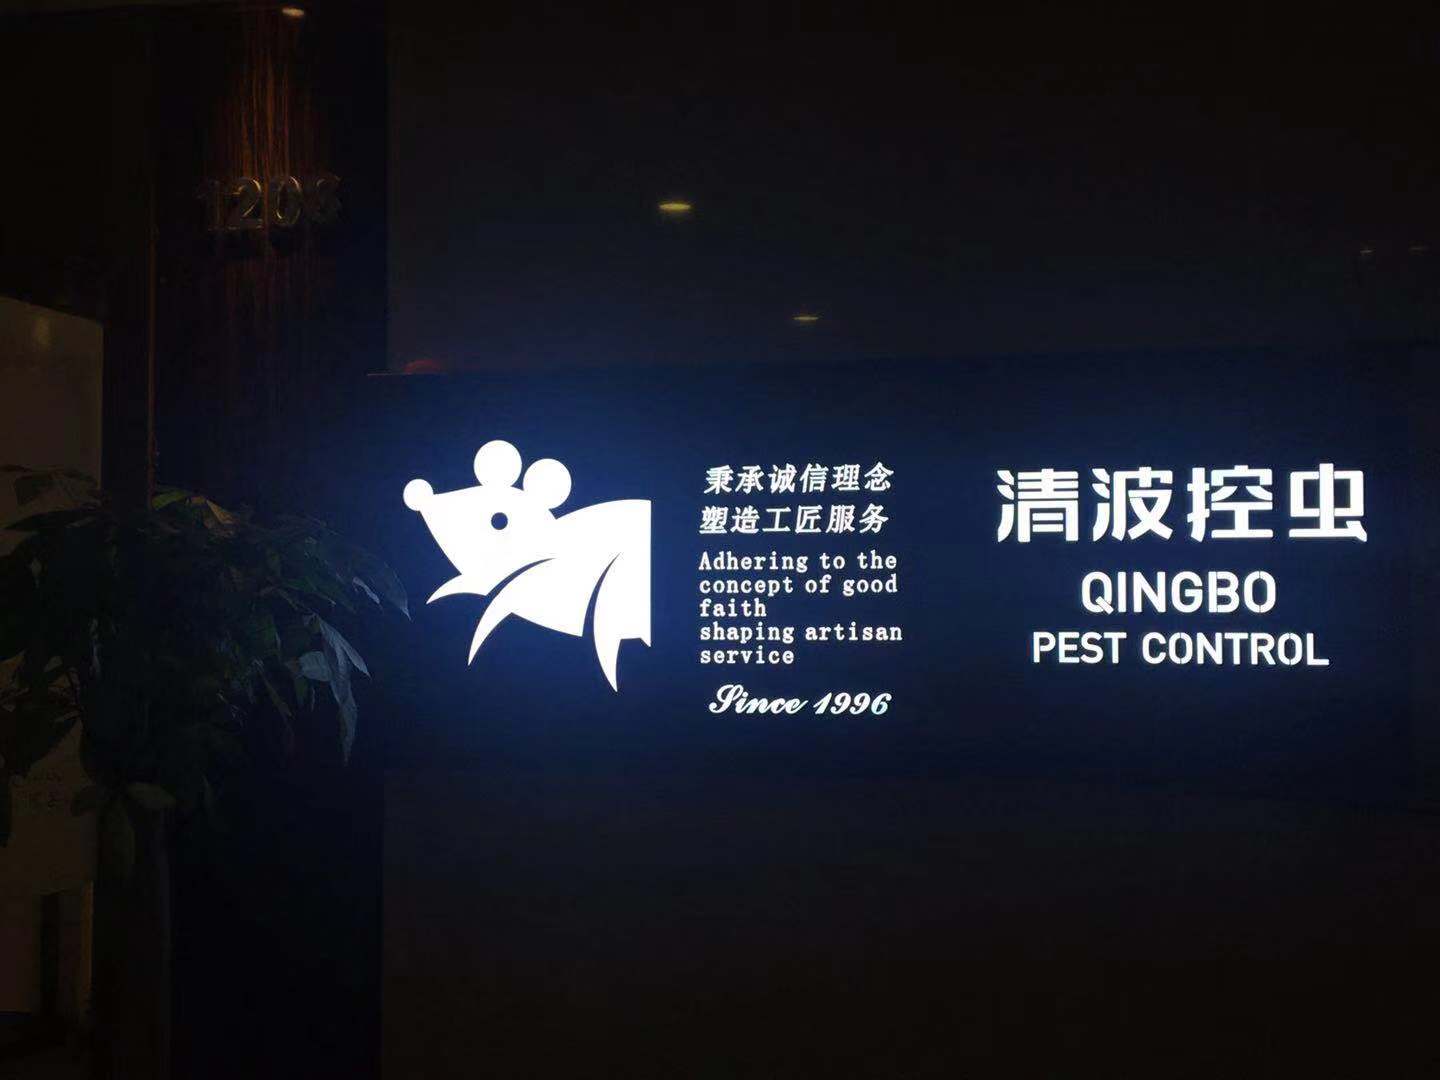 1208
秉承诚信理念
塑造工匠服务
Adhering to the
concept of good
faith
shaping artisan
service
Since 1996
清波控虫
QINGBO
PEST CONTROL